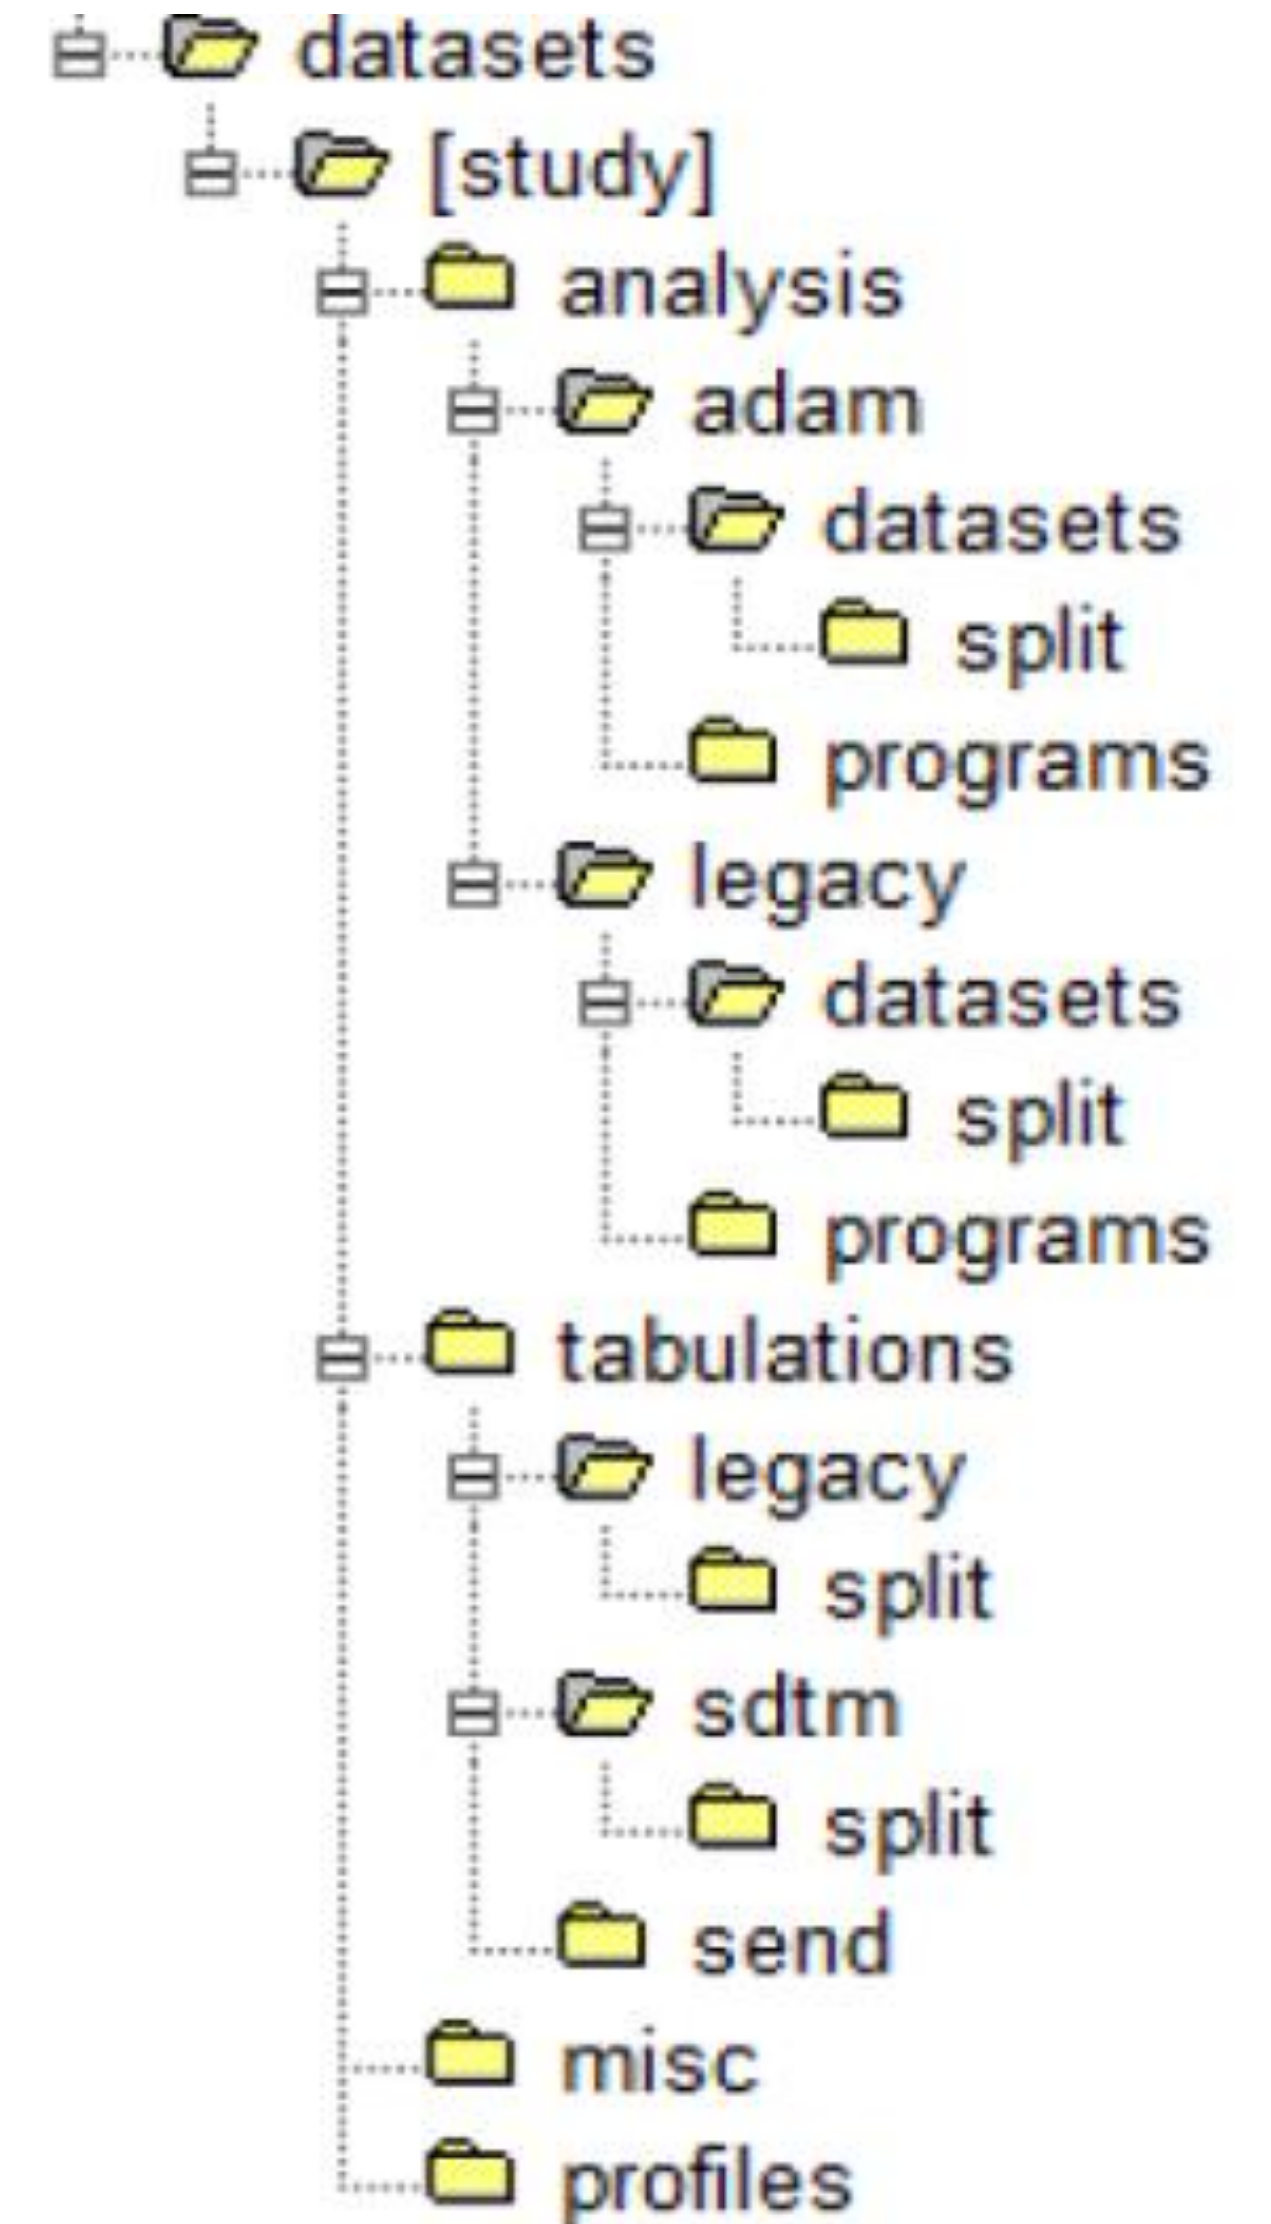 datasets
[study]
analysis
adam
datasets
split
programs
legacy
datasets
split
programs
tabulations
legacy
split
sdtm
split
send
misc
profiles